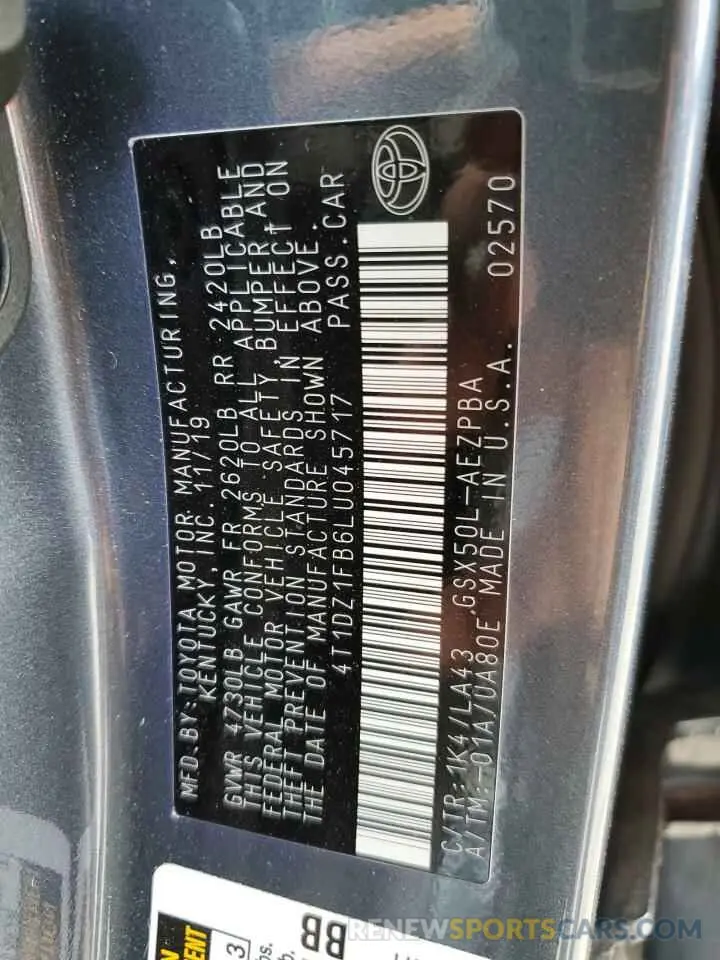 MFD.BY:TOYOTA MOTOR MANUFACTURING,
KENTUCKY,INC. 11/19
GVWR 4730LB GAWR FR 2620LB RR 2420LB
THIS VEHICLE CONFORMS TO ALL APPLICABLE
FEDERAL MOTOR VEHICLE SAFETY, BUMPER,AND
THEFT PREVENTION STANDARDS IN EFFECT ON
THE DATE OF MANUFACTURE SHOWN ABOVE.
4T1DZ1FB6LU045717 PASS.CAR
C/TR:1K4/LA43 GSX50L-AEZPBA
A/TM:-01A/UA80E MADE IN U.S.A. 02570
3
RENEWSPORTSCARS.COM